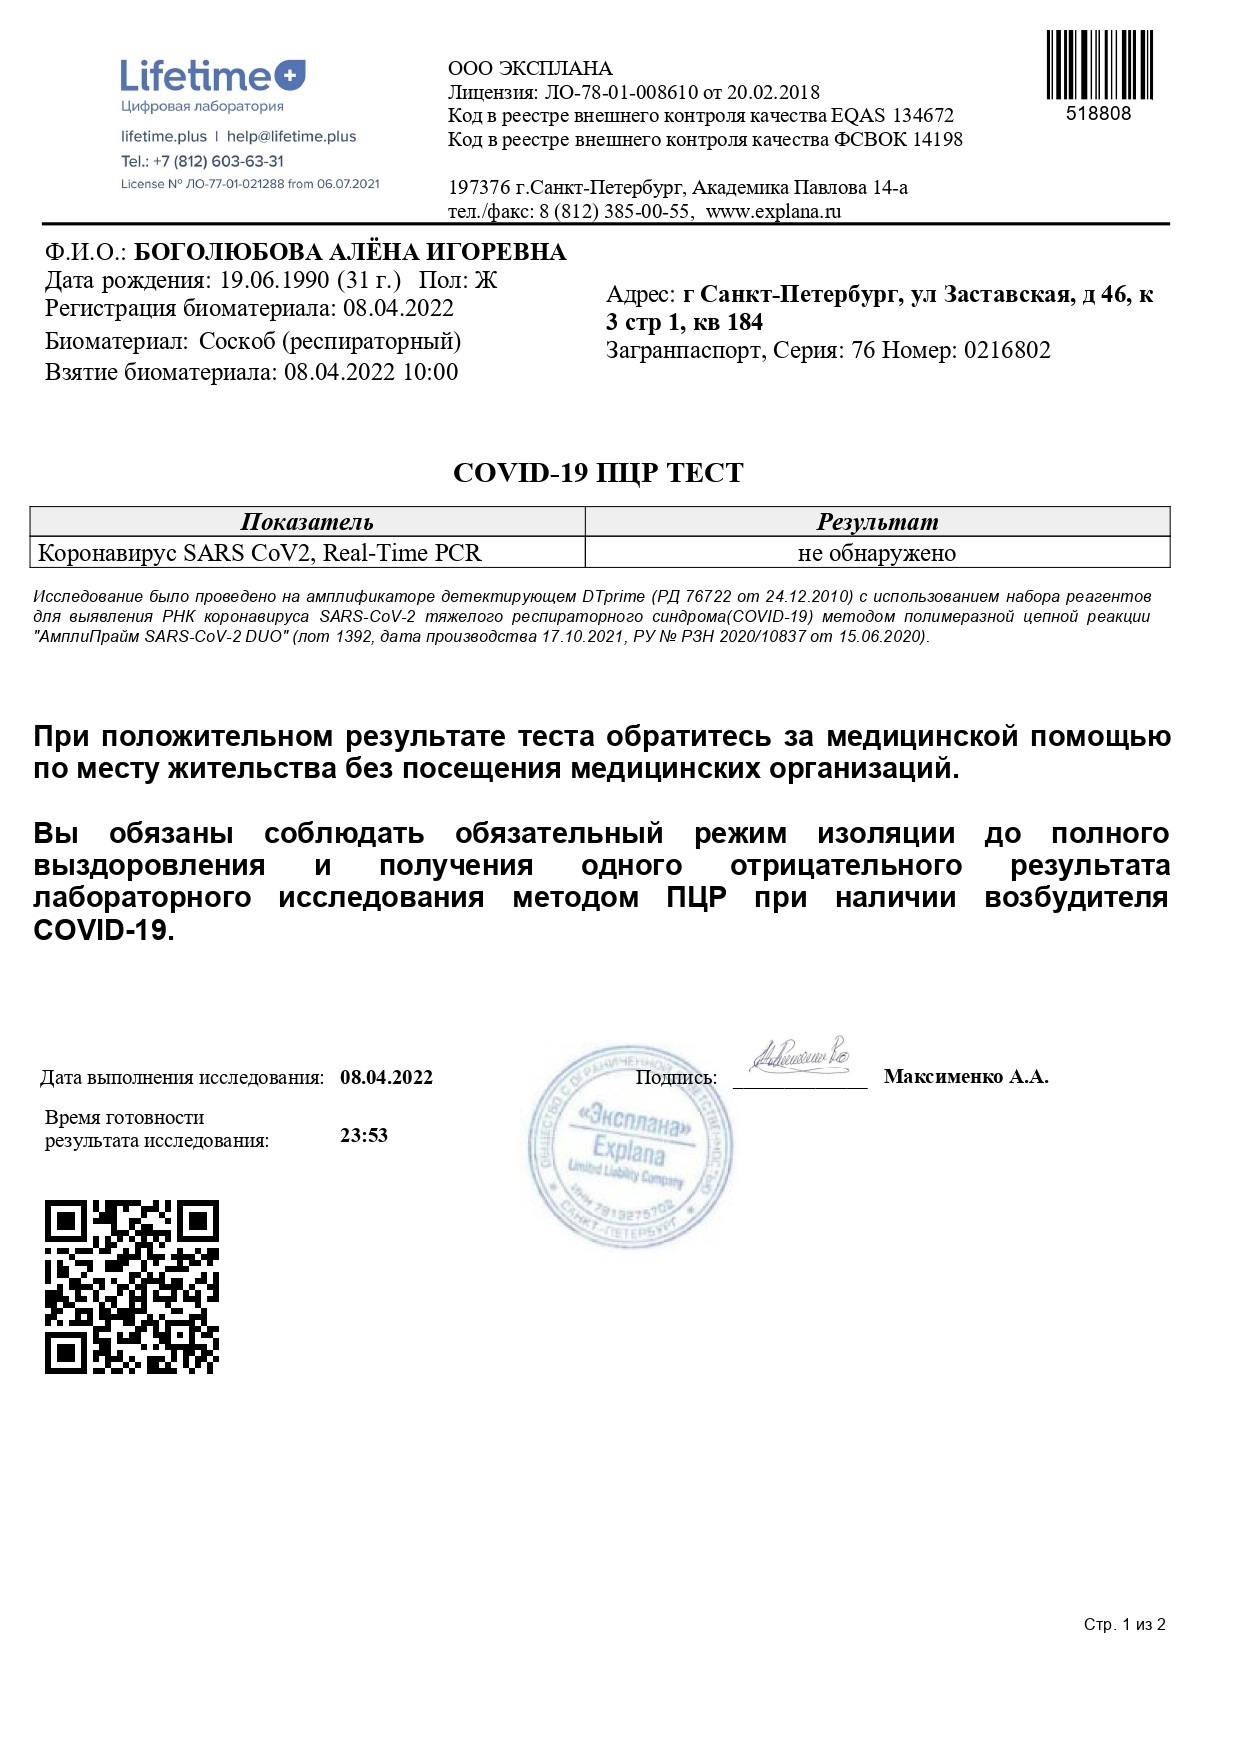 Lifetime
Цифровая лаборатория
lifetime.plus | help@lifetime.plus
Tel.: +7 (812) 603-63-31
License № ЛО-77-01-021288 from 06.07.2021
ООО ЭКСПЛАНА
Лицензия: ЛО-78-01-008610 от 20.02.2018
Код в реестре внешнего контроля качества EQAS 134672
Код в реестре внешнего контроля качества ФСВОК 14198
197376 г.Санкт-Петербург, Академика Павлова 14-а
тел./факс: 8 (812) 385-00-55, www.explana.ru
518808
Ф.И.О.: БОГОЛЮБОВА АЛЁНА ИГОРЕВНА
Дата рождения: 19.06.1990 (31 г.) Пол: Ж
Регистрация биоматериала: 08.04.2022
Биоматериал: Соскоб (респираторный)
Взятие биоматериала: 08.04.2022 10:00
Адрес: г Санкт-Петербург, ул Заставская, д 46, к
3 стр 1, кв 184
Загранпаспорт, Серия: 76 Номер: 0216802
COVID-19 ПЦР ТЕСТ
Показатель Результат
Коронавирус SARS CoV2, Real-Time PCR не обнаружено
Исследование было проведено на амплификаторе детектирующем DTprime (РД 76722 от 24.12.2010) с использованием набора реагентов
для выявления РНК коронавируса SARS-CoV-2 тяжелого респираторного синдрома(COVID-19) методом полимеразной цепной реакции
"АмплиПрайм SARS-CoV-2 DUO" (лот 1392, дата производства 17.10.2021, РУ № РЗН 2020/10837 от 15.06.2020).
При положительном результате теста обратитесь за медицинской помощью
по месту жительства без посещения медицинских организаций.
Вы обязаны соблюдать обязательный режим изоляции до полного
выздоровления и получения одного отрицательного результата
лабораторного исследования методом ПЦР при наличии возбудителя
COVID-19.
Дата выполнения исследования: 08.04.2022
Подпись: Максименко А.А.
Время готовности
результата исследования: 23:53
ОБЩЕСТВО С ОГРАНИЧЕННОЙ ОТВЕТСТВЕННОСТЬЮ
«Эксплана»
Explana
Limited Liability Company
ИНН 7813275702
* САНКТ-ПЕТЕРБУРГ *
Стр. 1 из 2